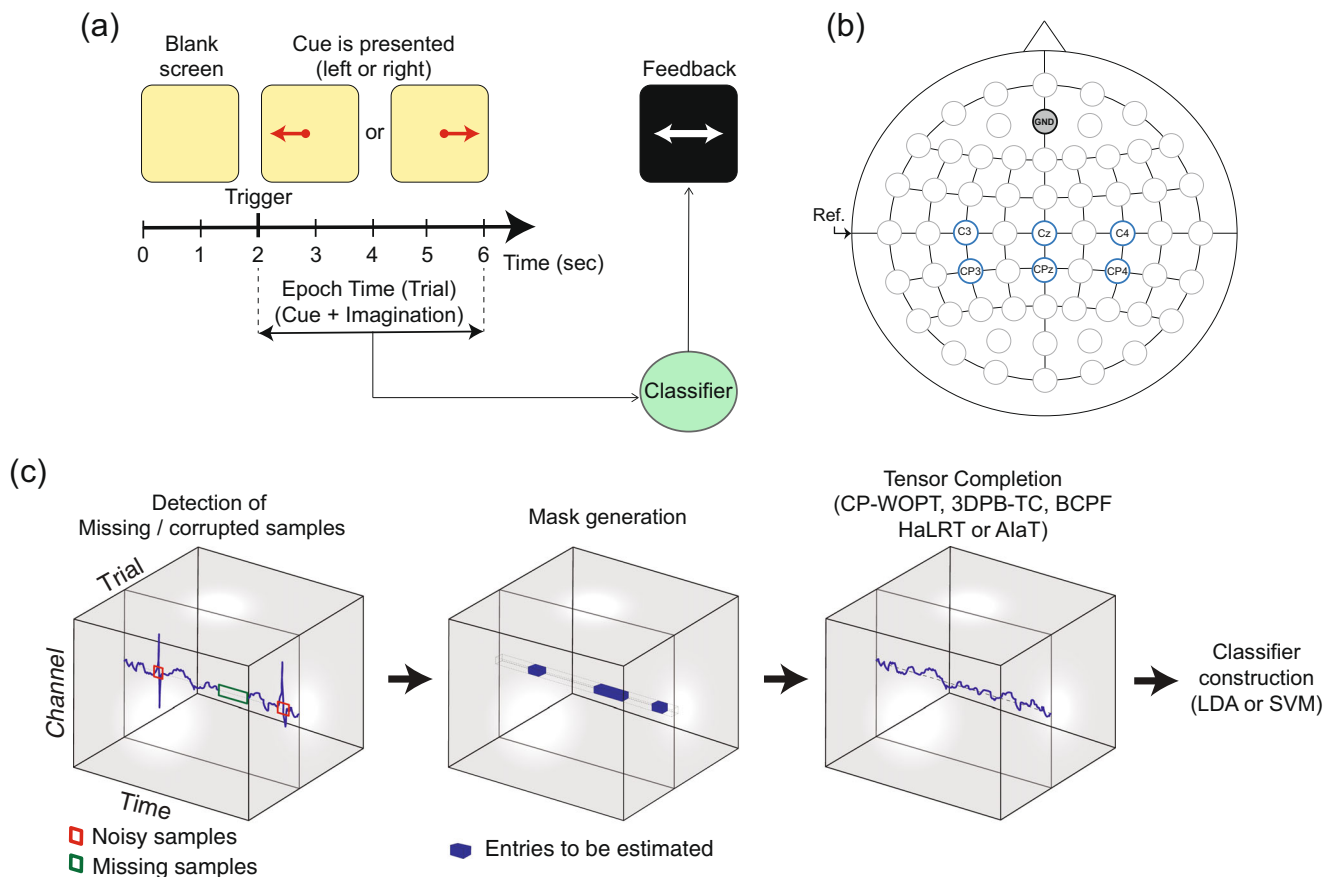 (a)
Blank
screen
Cue is presented
(left or right)
or
Feedback
Trigger
0 1 2 3 4 5 6 Time (sec)
Epoch Time (Trial)
(Cue + Imagination)
Classifier
(b)
GND
Ref.
C3 Cz C4
CP3 CPz CP4
(c)
Detection of
Missing / corrupted samples
Trial
Channel
Time
Noisy samples
Missing samples
Mask generation
Entries to be estimated
Tensor Completion
(CP-WOPT, 3DPB-TC, BCPF
HaLRT or AlaT)
Classifier
construction
(LDA or SVM)